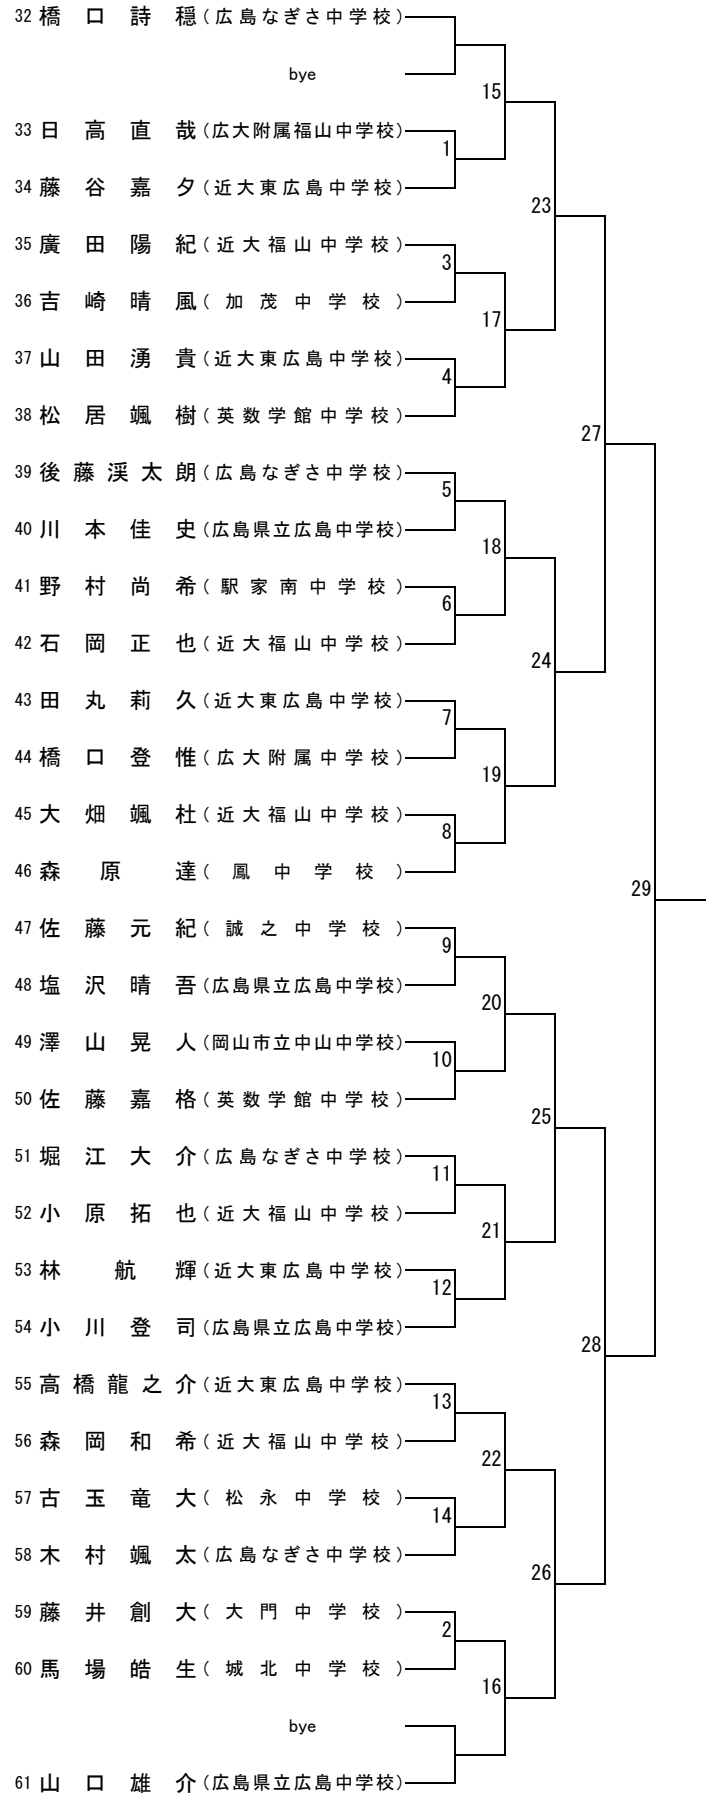 32 橋口詩穏(広島なぎさ中学校)
bye
15
33 日高直哉(広大附属福山中学校)
1
34 藤谷嘉夕(近大東広島中学校)
23
35 廣田陽紀(近大福山中学校)
3
36 吉崎晴風(加茂中学校)
17
37 山田湧貴(近大東広島中学校)
4
38 松居颯樹(英数学館中学校)
27
39 後藤渓太朗(広島なぎさ中学校)
5
40 川本佳史(広島県立広島中学校)
18
41 野村尚希(駅家南中学校)
6
42 石岡正也(近大福山中学校)
24
43 田丸莉久(近大東広島中学校)
7
44 橋口登惟(広大附属中学校)
19
45 大畑颯杜(近大福山中学校)
8
46 森原達(鳳中学校)
29
47 佐藤元紀(誠之中学校)
9
48 塩沢晴吾(広島県立広島中学校)
20
49 澤山晃人(岡山市立中山中学校)
10
50 佐藤嘉格(英数学館中学校)
25
51 堀江大介(広島なぎさ中学校)
11
52 小原拓也(近大福山中学校)
21
53 林航輝(近大東広島中学校)
12
54 小川登司(広島県立広島中学校)
28
55 高橋龍之介(近大東広島中学校)
13
56 森岡和希(近大福山中学校)
22
57 古玉竜大(松永中学校)
14
58 木村颯太(広島なぎさ中学校)
26
59 藤井創大(大門中学校)
2
60 馬場皓生(城北中学校)
16
bye
61 山口雄介(広島県立広島中学校)